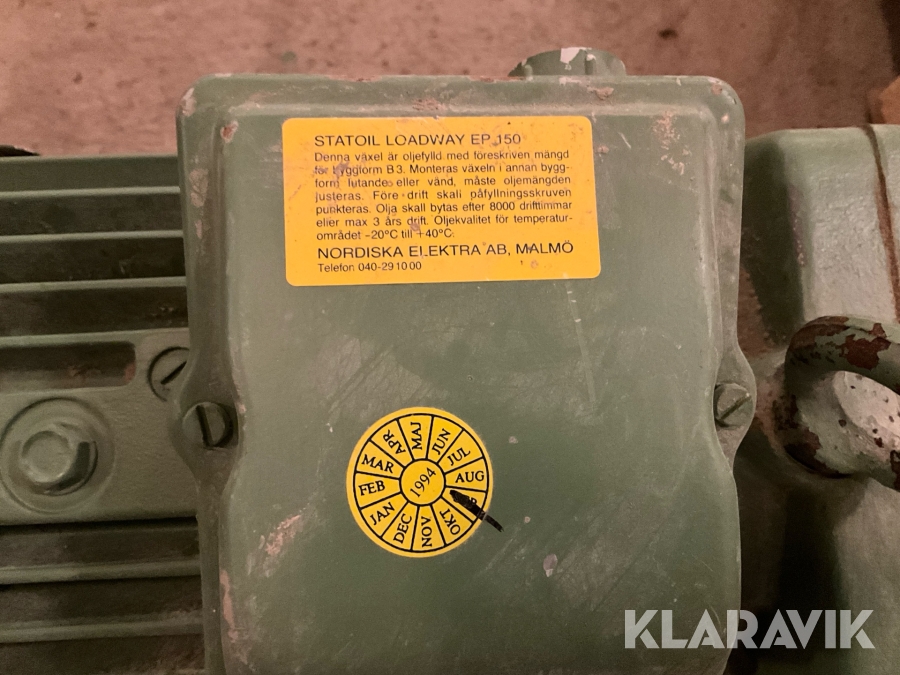 STATOIL LOADWAY EP 150
Denna växel är oljefylld med föreskriven mängd
för byggform B 3. Monteras växeln i annan bygg-
form, lutande eller vänd, måste oljemängden
justeras. Före drift skall påfyllningsskruven
punkteras. Olja skall bytas efter 8000 drifttimmar
eller max 3 års drift. Oljekvalitet för temperatur-
området -20°C till +40°C.
NORDISKA ELEKTRA AB, MALMÖ
Telefon 040-29 10 00
1994
JAN
FEB
MAR
APR
MAJ
JUN
JUL
AUG
OKT
NOV
DEC
KLARAVIK